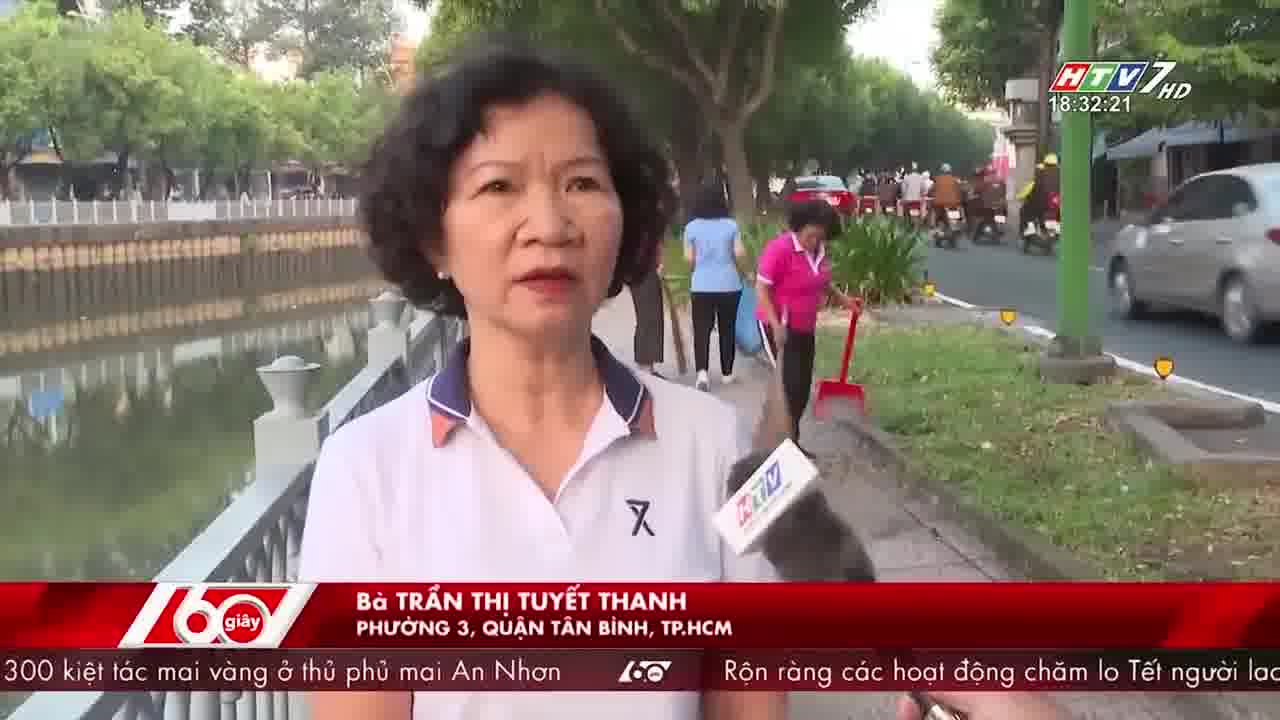 HTV7 HD
18:32:21
HTV
60 giây
Bà TRẦN THỊ TUYẾT THANH
PHƯỜNG 3, QUẬN TÂN BÌNH, TP.HCM
300 kiệt tác mai vàng ở thủ phủ mai An Nhơn
60 giây
Rộn ràng các hoạt động chăm lo Tết người lao